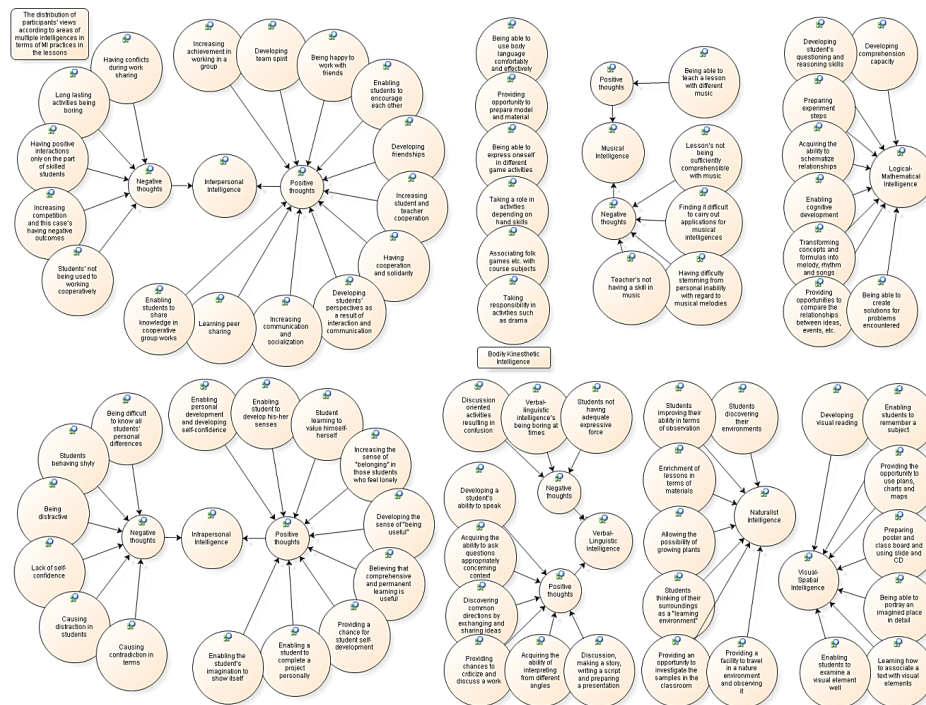 The distribution of
participants' views
according to areas of
multiple intelligences in
terms of MI practices in
the lessons
Having conflicts
during work
sharing
Long lasting
activities being
boring
Having positive
interactions
only on the part
of skilled
students
Increasing
competition
and this case's
having negative
outcomes
Students' not
being used to
working
cooperatively
Negative
thoughts
Interpersonal
Intelligence
Positive
thoughts
Increasing
achievement in
working in a
group
Developing
team spirit
Being happy to
work with
friends
Enabling
students to
encourage each
other
Developing
friendships
Increasing
student and
teacher
cooperation
Having
cooperation
and solidarity
Developing
students'
perspectives as
a result of
interaction and
communication
Increasing
communication
and
socialization
Learning peer
sharing
Enabling
students to
share
knowledge in
cooperative
group works
Being able to
use body
language
comfortably
and effectively
Providing
opportunity to
prepare model
and material
Being able to
express oneself
in different
game activities
Taking a role in
activities
depending on
hand skills
Associating folk
games etc. with
course subjects
Taking
responsibility in
activities such
as drama
Bodily Kinesthetic
Intelligence
Positive
thoughts
Being able to
teach a lesson
with different
music
Musical
Intelligence
Negative
thoughts
Lesson's not
being
sufficiently
comprehensible
with music
Finding it difficult
to carry out
applications for
musical
intelligences
Having difficulty
stemming from
personal inability
with regard to
musical melodies
Teacher's not
having a skill in
music
Developing
student's
questioning and
reasoning skills
Developing
comprehension
capacity
Preparing
experiment
steps
Acquiring the
ability to
schematize
relationships
Enabling
cognitive
development
Transforming
concepts and
formulas into
melody, rhythm
and songs
Providing
opportunities to
compare the
relationships
between ideas,
events, etc.
Being able to
create
solutions for
problems
encountered
Logical-
Mathematical
Intelligence
Being difficult
to know all
students'
personal
differences
Students
behaving shyly
Being
distractive
Lack of self-
confidence
Causing
distraction in
students
Causing
contradiction in
terms
Negative
thoughts
Intrapersonal
Intelligence
Positive
thoughts
Enabling
personal
development
and developing
self-confidence
Enabling
student to
develop his-her
senses
Student
learning to
value himself-
herself
Increasing the
sense of
"belonging" in
those students
who feel lonely
Developing the
sense of "being
useful"
Believing that
comprehensive
and permanent
learning is
useful
Providing a
chance for
student self-
development
Enabling a
student to
complete a
project
personally
Enabling the
student's
imagination to
show itself
Discussion
oriented
activities
resulting in
confusion
Verbal-
linguistic
intelligence's
being boring at
times
Students not
having
adequate
expressive
force
Negative
thoughts
Verbal-
Linguistic
Intelligence
Positive
thoughts
Developing a
student's
ability to speak
Acquiring the
ability to ask
questions
appropriately
concerning
context
Discovering
common
directions by
exchanging and
sharing ideas
Providing
chances to
criticize and
discuss a work
Acquiring the
ability of
interpreting
from different
angles
Discussion,
making a story,
writing a script
and preparing a
presentation
Students
improving their
ability in terms
of observation
Students
discovering
their
environments
Enrichment of
lessons in
terms of
materials
Allowing the
possibility of
growing plants
Students
thinking of their
surroundings
as a "learning
environment"
Providing an
opportunity to
investigate the
samples in the
classroom
Providing a
facility to travel
in a nature
environment
and observing
it
Naturalist
Intelligence
Developing
visual reading
Enabling
students to
remember a
subject
Providing the
opportunity to
use plans,
charts and
maps
Preparing
poster and
class board and
using slide and
CD
Being able to
portray an
imagined place
in detail
Learning how
to associate a
text with visual
elements
Enabling
students to
examine a
visual element
well
Visual-
Spatial
Intelligence